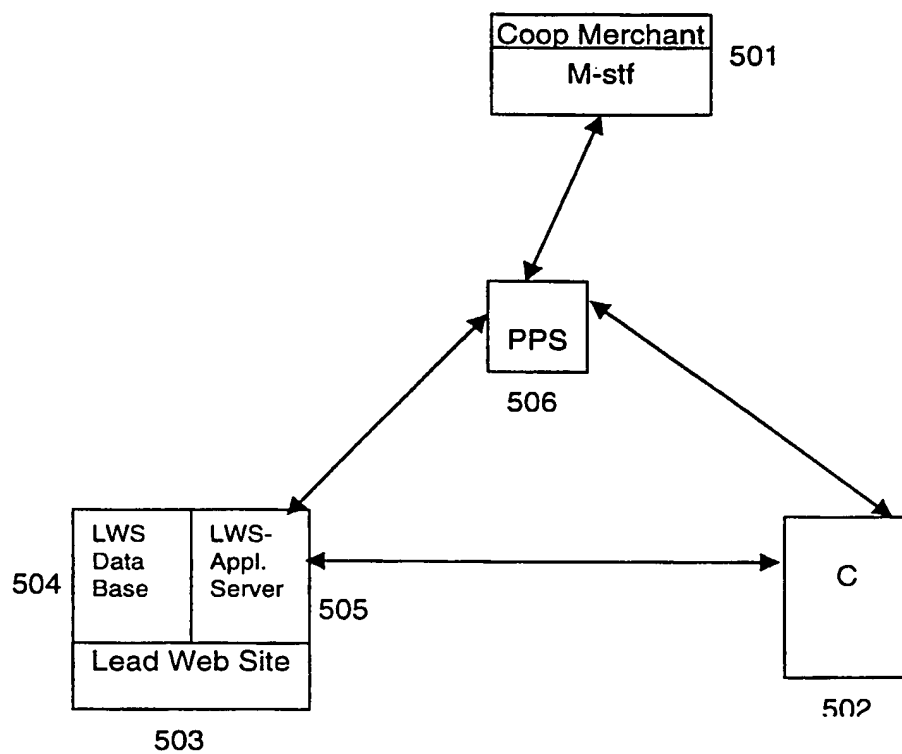 Coop Merchant
M-stf
501
PPS
506
LWS
Data
Base
LWS-
Appl.
Server
504
505
Lead Web Site
503
C
502